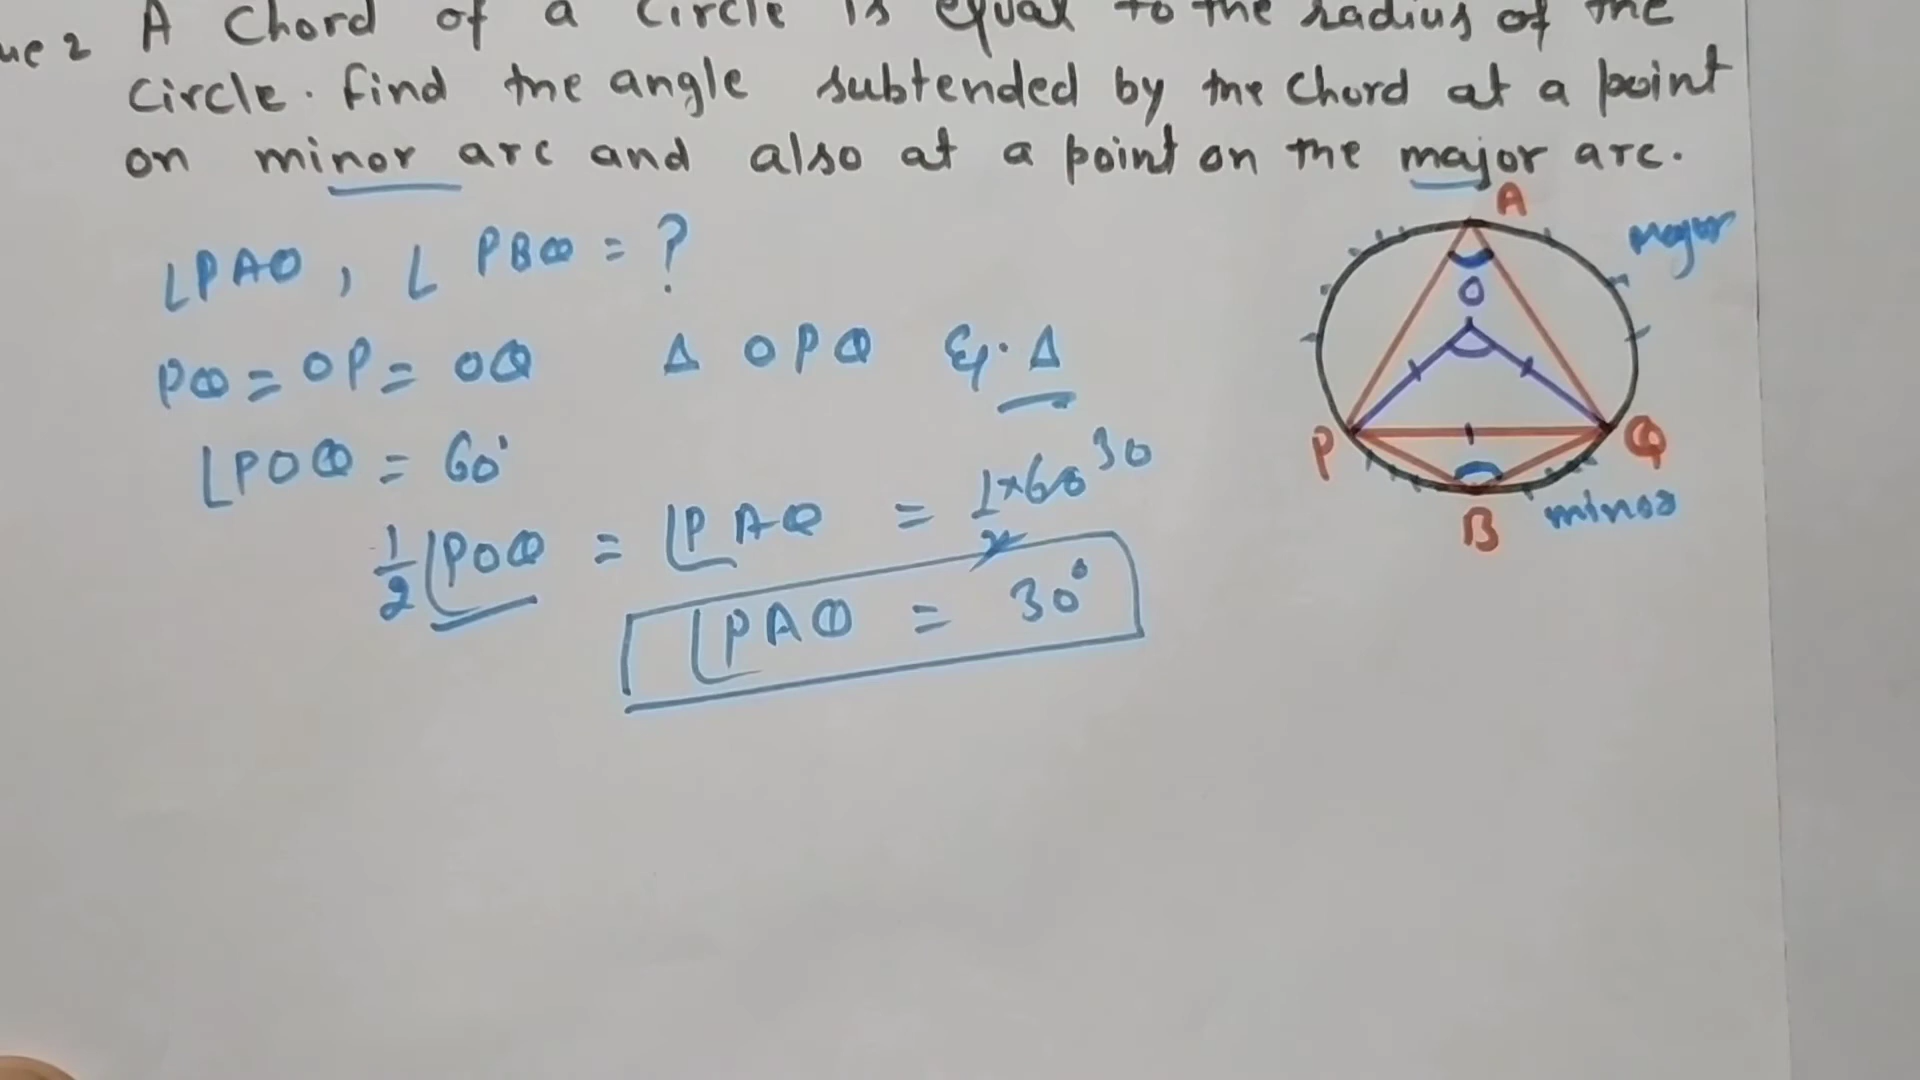 ue 2 A Chord of a Circle is equal to the radius of the
Circle. find the angle subtended by the Chord at a point
on minor arc and also at a point on the major arc.
∠PAQ, ∠PBQ = ?
PQ = OP = OQ Δ OPQ Eq. Δ
∠POQ = 60°
1/2 ∠POQ = ∠PAQ = 1/2 × 60 30
∠PAQ = 30°
A
major
O
P
Q
B
minor